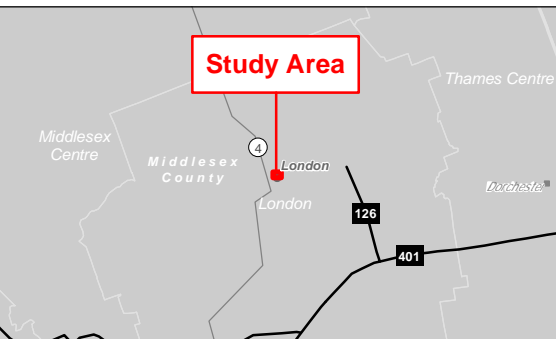 Study Area
Thames Centre
Middlesex
Centre
4
Middlesex
County
London
Dorchester
London
126
401